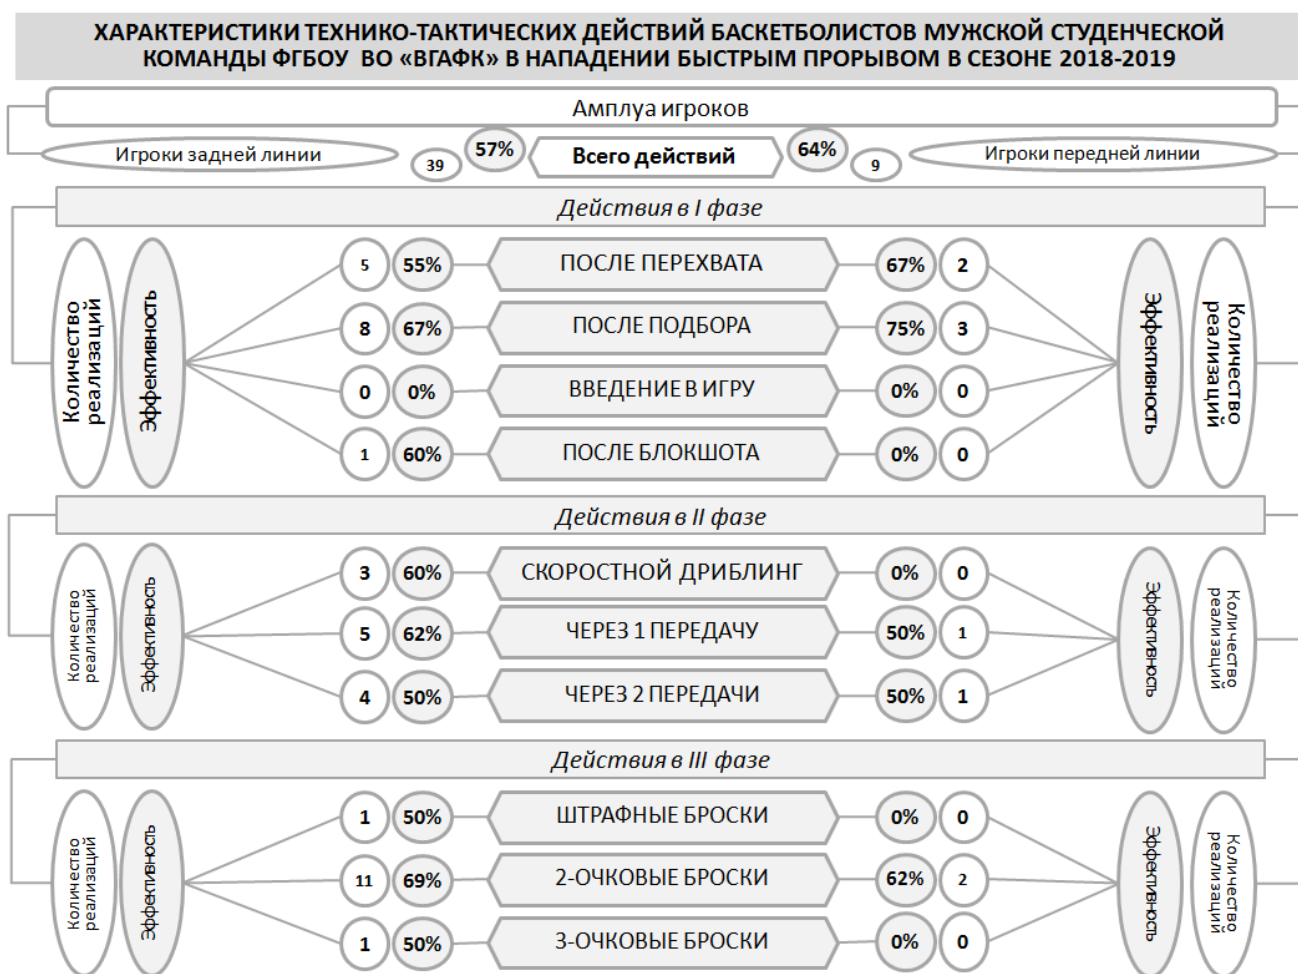 ХАРАКТЕРИСТИКИ ТЕХНИКО-ТАКТИЧЕСКИХ ДЕЙСТВИЙ БАСКЕТБОЛИСТОВ МУЖСКОЙ СТУДЕНЧЕСКОЙ
КОМАНДЫ ФГБОУ ВО «ВГАФК» В НАПАДЕНИИ БЫСТРЫМ ПРОРЫВОМ В СЕЗОНЕ 2018-2019
Амплуа игроков
Игроки задней линии 39 57% Всего действий 64% 9 Игроки передней линии
Действия в I фазе
Количество
реализаций
Эффективность
5 55% ПОСЛЕ ПЕРЕХВАТА 67% 2
8 67% ПОСЛЕ ПОДБОРА 75% 3
0 0% ВВЕДЕНИЕ В ИГРУ 0% 0
1 60% ПОСЛЕ БЛОКШОТА 0% 0
Эффективность
Количество
реализаций
Действия в II фазе
Количество
реализаций
Эффективность
3 60% СКОРОСТНОЙ ДРИБЛИНГ 0% 0
5 62% ЧЕРЕЗ 1 ПЕРЕДАЧУ 50% 1
4 50% ЧЕРЕЗ 2 ПЕРЕДАЧИ 50% 1
Эффективность
Количество
реализаций
Действия в III фазе
Количество
реализаций
Эффективность
1 50% ШТРАФНЫЕ БРОСКИ 0% 0
11 69% 2-ОЧКОВЫЕ БРОСКИ 62% 2
1 50% 3-ОЧКОВЫЕ БРОСКИ 0% 0
Эффективность
Количество
реализаций